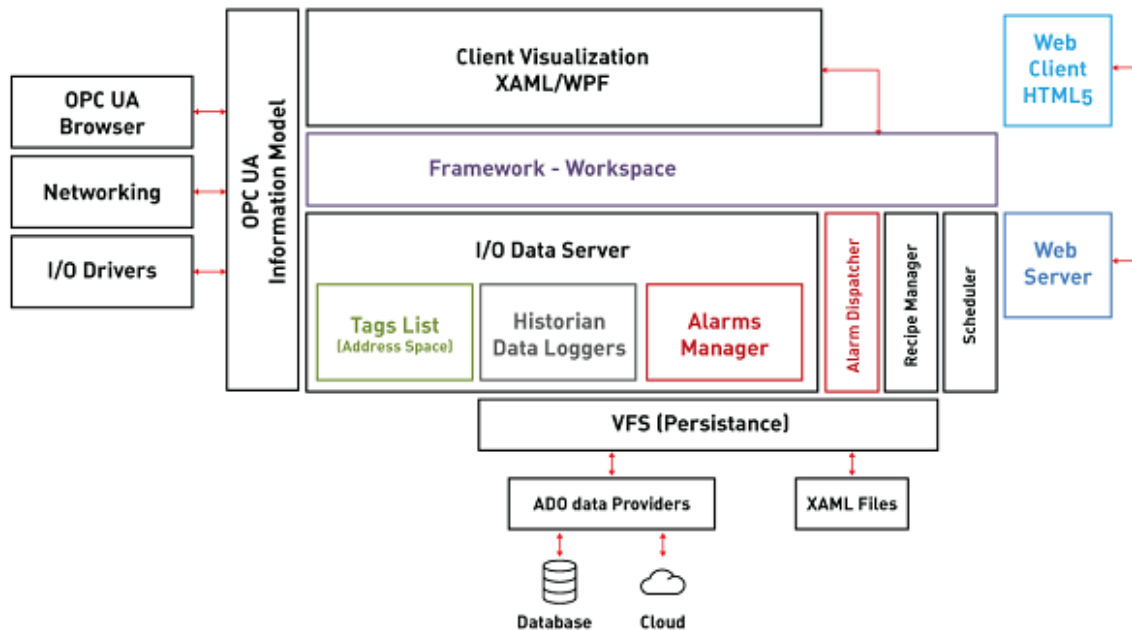 OPC UA
Browser
Networking
I/O Drivers
OPC UA
Information Model
Client Visualization
XAML/WPF
Web
Client
HTML5
Framework - Workspace
I/O Data Server
Tags List
(Address Space)
Historian
Data Loggers
Alarms
Manager
Alarm Dispatcher
Recipe Manager
Scheduler
Web
Server
VFS (Persistance)
ADO data Providers
XAML Files
Database
Cloud